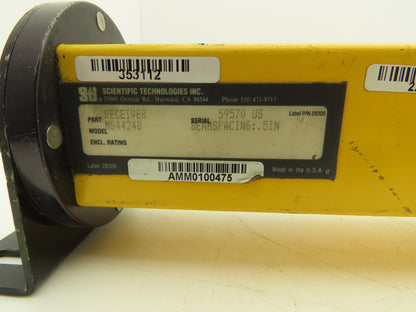 353112
STI SCIENTIFIC TECHNOLOGIES INC.
31069 Genstar Rd., Hayward, CA 94544 Phone 510-471-9717
RECEIVER 59570 US Label P/N 28305
PART SERIAL
MS4424B BEAMSPACING:.5IN
MODEL
ENCL. RATING
Label 28306 Made in the U.S.A.
AMM0100475